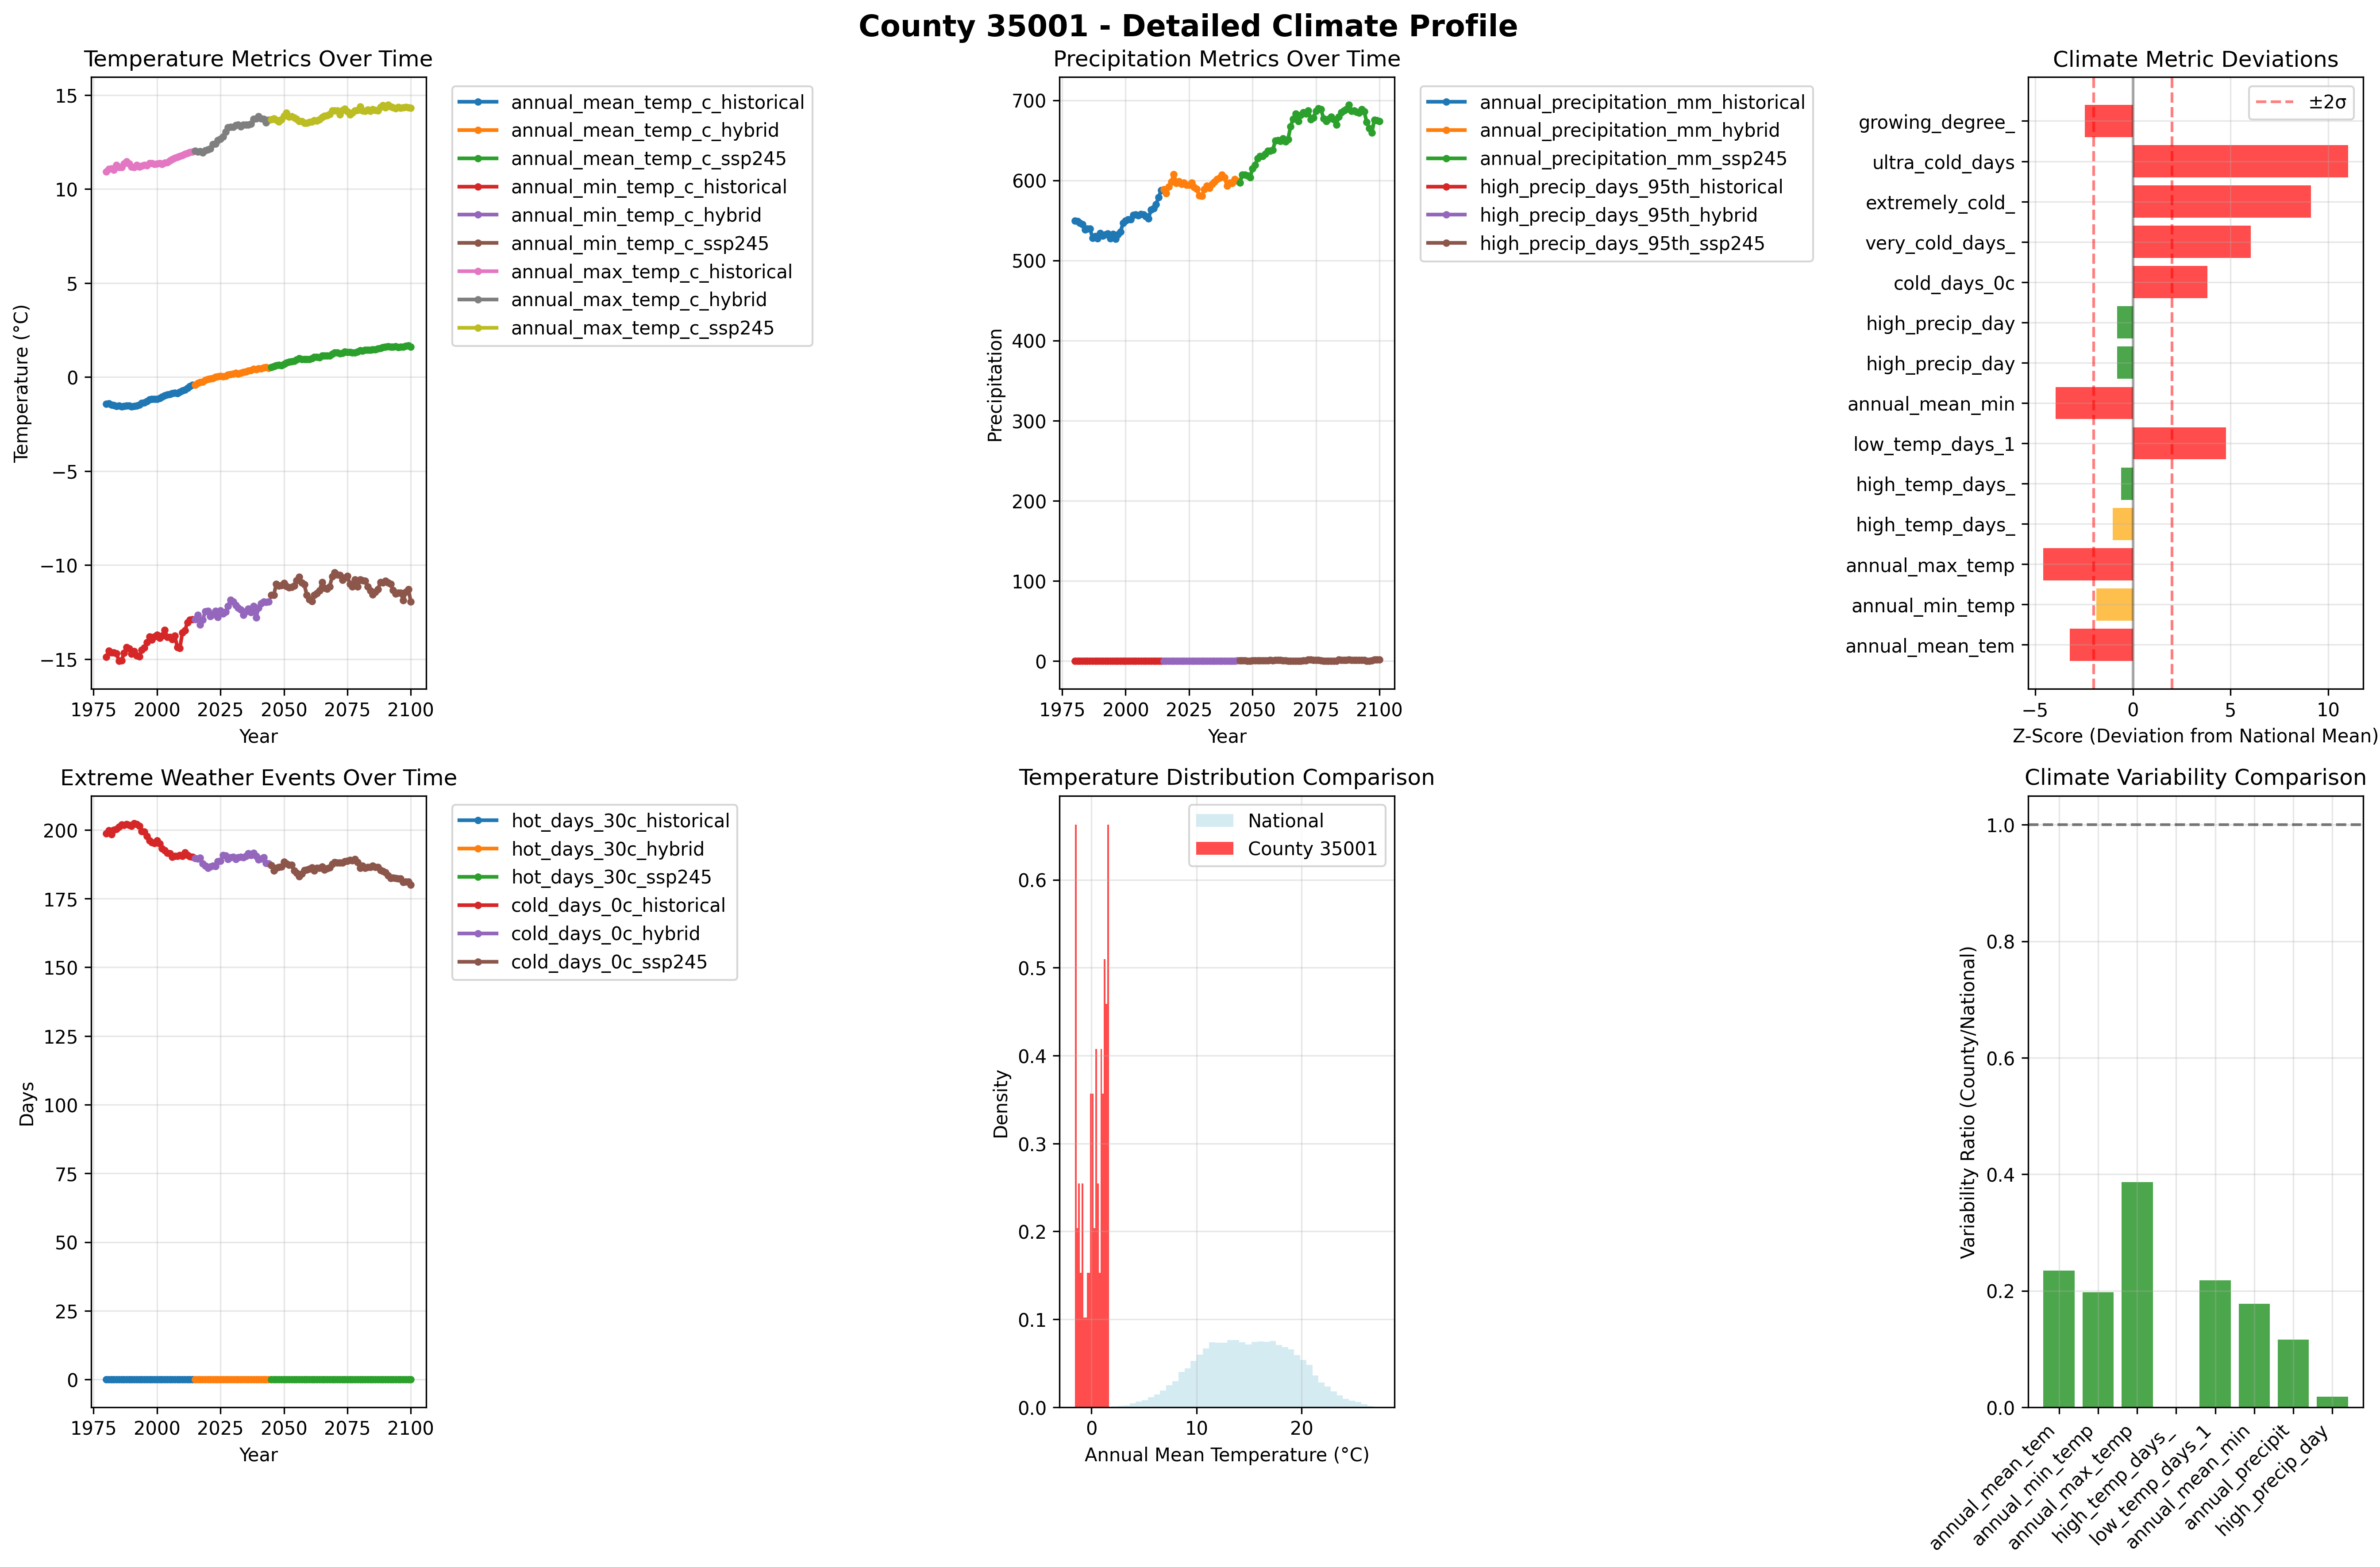 County 35001 - Detailed Climate Profile
Temperature Metrics Over Time
15
10
5
0
−5
−10
−15
Temperature (°C)
1975 2000 2025 2050 2075 2100
Year
annual_mean_temp_c_historical
annual_mean_temp_c_hybrid
annual_mean_temp_c_ssp245
annual_min_temp_c_historical
annual_min_temp_c_hybrid
annual_min_temp_c_ssp245
annual_max_temp_c_historical
annual_max_temp_c_hybrid
annual_max_temp_c_ssp245
Precipitation Metrics Over Time
700
600
500
400
300
200
100
0
Precipitation
1975 2000 2025 2050 2075 2100
Year
annual_precipitation_mm_historical
annual_precipitation_mm_hybrid
annual_precipitation_mm_ssp245
high_precip_days_95th_historical
high_precip_days_95th_hybrid
high_precip_days_95th_ssp245
Climate Metric Deviations
±2σ
growing_degree_
ultra_cold_days
extremely_cold_
very_cold_days_
cold_days_0c
high_precip_day
high_precip_day
annual_mean_min
low_temp_days_1
high_temp_days_
high_temp_days_
annual_max_temp
annual_min_temp
annual_mean_tem
−5 0 5 10
Z-Score (Deviation from National Mean)
Extreme Weather Events Over Time
200
175
150
125
100
75
50
25
0
Days
1975 2000 2025 2050 2075 2100
Year
hot_days_30c_historical
hot_days_30c_hybrid
hot_days_30c_ssp245
cold_days_0c_historical
cold_days_0c_hybrid
cold_days_0c_ssp245
Temperature Distribution Comparison
National
County 35001
0.6
0.5
0.4
0.3
0.2
0.1
0.0
Density
0 10 20
Annual Mean Temperature (°C)
Climate Variability Comparison
1.0
0.8
0.6
0.4
0.2
0.0
Variability Ratio (County/National)
annual_mean_tem
annual_min_temp
annual_max_temp
high_temp_days_
low_temp_days_1
annual_mean_min
annual_precipit
high_precip_day